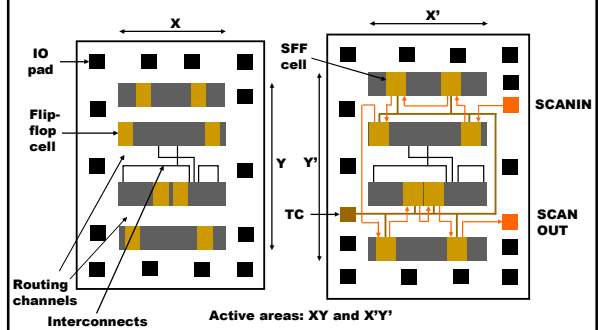 X
X'
IO
pad
SFF
cell
SCANIN
Flip-
flop
cell
Y
Y'
TC
SCAN
OUT
Routing
channels
Interconnects
Active areas: XY and X'Y'